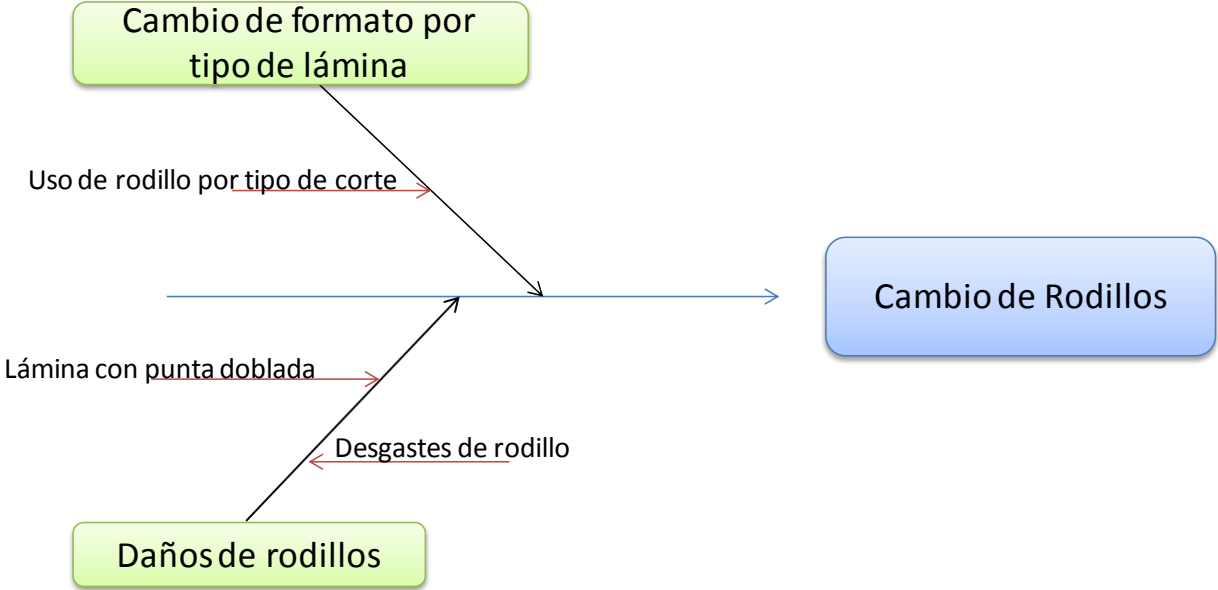 Cambio de formato por
tipo de lámina
Uso de rodillo por tipo de corte
Cambio de Rodillos
Lámina con punta doblada
Desgastes de rodillo
Daños de rodillos